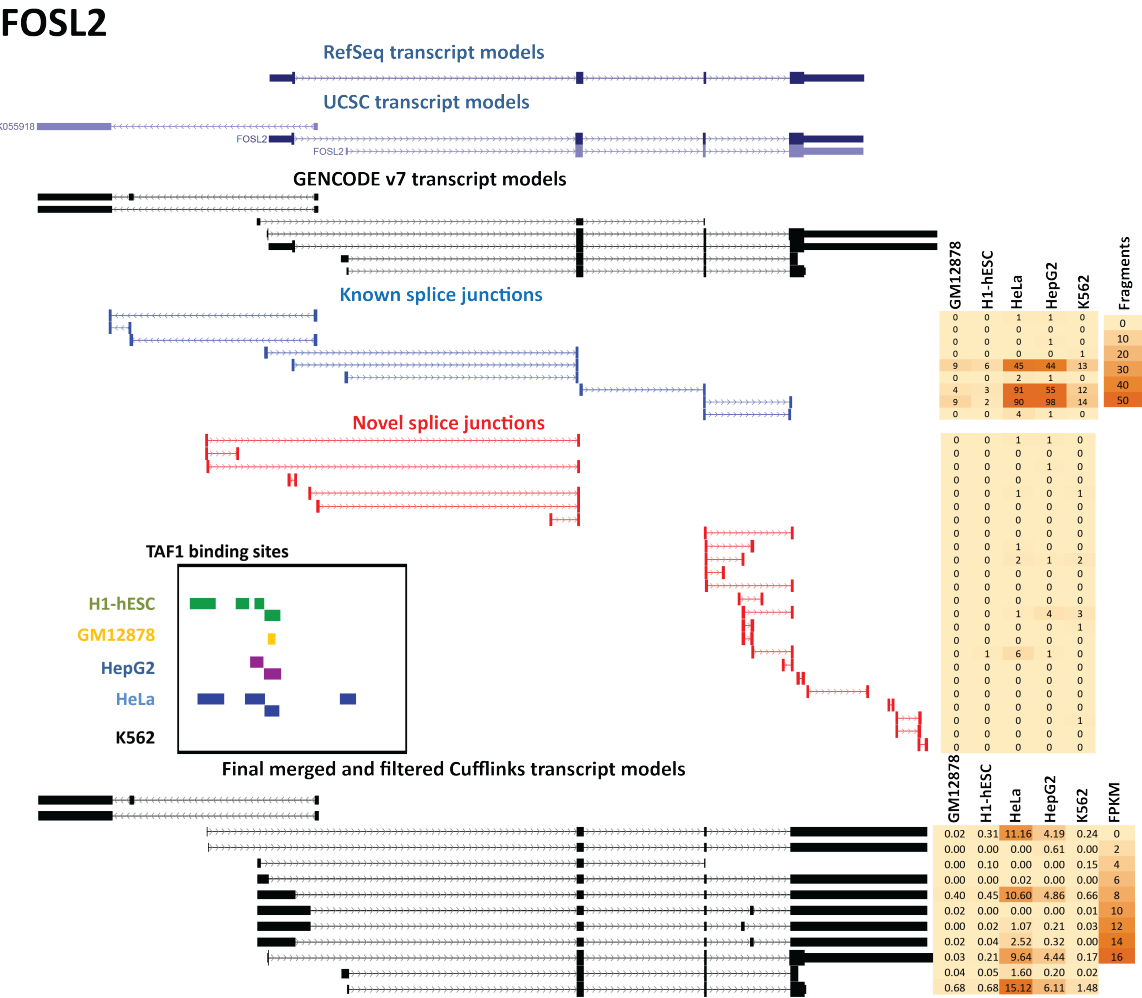 FOSL2
RefSeq transcript models
UCSC transcript models
K055918
FOSL2
FOSL2
GENCODE v7 transcript models
GM12878 H1-hESC HeLa HepG2 K562 Fragments
Known splice junctions
0 0 1 1 0
0 0 0 0 0
0 0 0 1 0
0 0 0 0 1
9 6 45 44 13
0 0 2 1 0
4 3 91 55 12
9 2 90 98 14
0 0 4 1 0
0
10
20
30
40
50
Novel splice junctions
0 0 1 1 0
0 0 0 0 0
0 0 0 1 0
0 0 0 0 0
0 0 1 0 1
0 0 0 0 0
0 0 0 0 0
0 0 0 0 0
0 0 1 0 0
0 0 2 1 2
0 0 0 0 0
0 0 0 0 0
0 0 0 0 0
0 0 1 4 3
0 0 0 0 1
0 0 0 0 0
0 1 6 1 0
0 0 0 0 0
0 0 0 0 0
0 0 0 0 0
0 0 0 0 0
0 0 0 0 1
0 0 0 0 0
0 0 0 0 0
TAF1 binding sites
H1-hESC
GM12878
HepG2
HeLa
K562
Final merged and filtered Cufflinks transcript models
GM12878 H1-hESC HeLa HepG2 K562 FPKM
0.02 0.31 11.16 4.19 0.24 0
0.00 0.00 0.00 0.61 0.00 2
0.00 0.10 0.00 0.00 0.15 4
0.00 0.00 0.02 0.00 0.00 6
0.40 0.45 10.60 4.86 0.66 8
0.02 0.00 0.00 0.00 0.01 10
0.00 0.02 1.07 0.21 0.03 12
0.02 0.04 2.52 0.32 0.00 14
0.03 0.21 9.64 4.44 0.17 16
0.04 0.05 1.60 0.20 0.02
0.68 0.68 15.12 6.11 1.48